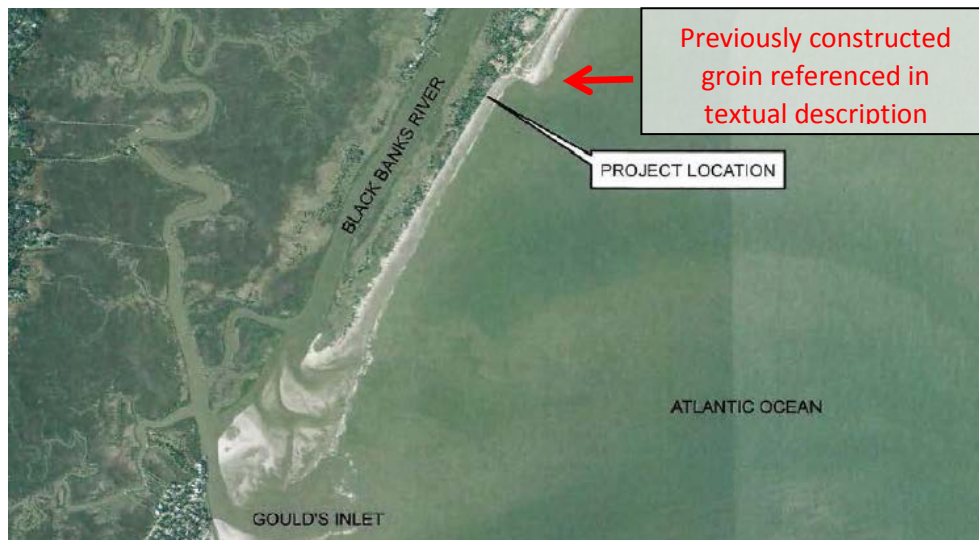 Previously constructed
groin referenced in
textual description
BLACK BANKS RIVER
PROJECT LOCATION
ATLANTIC OCEAN
GOULD'S INLET